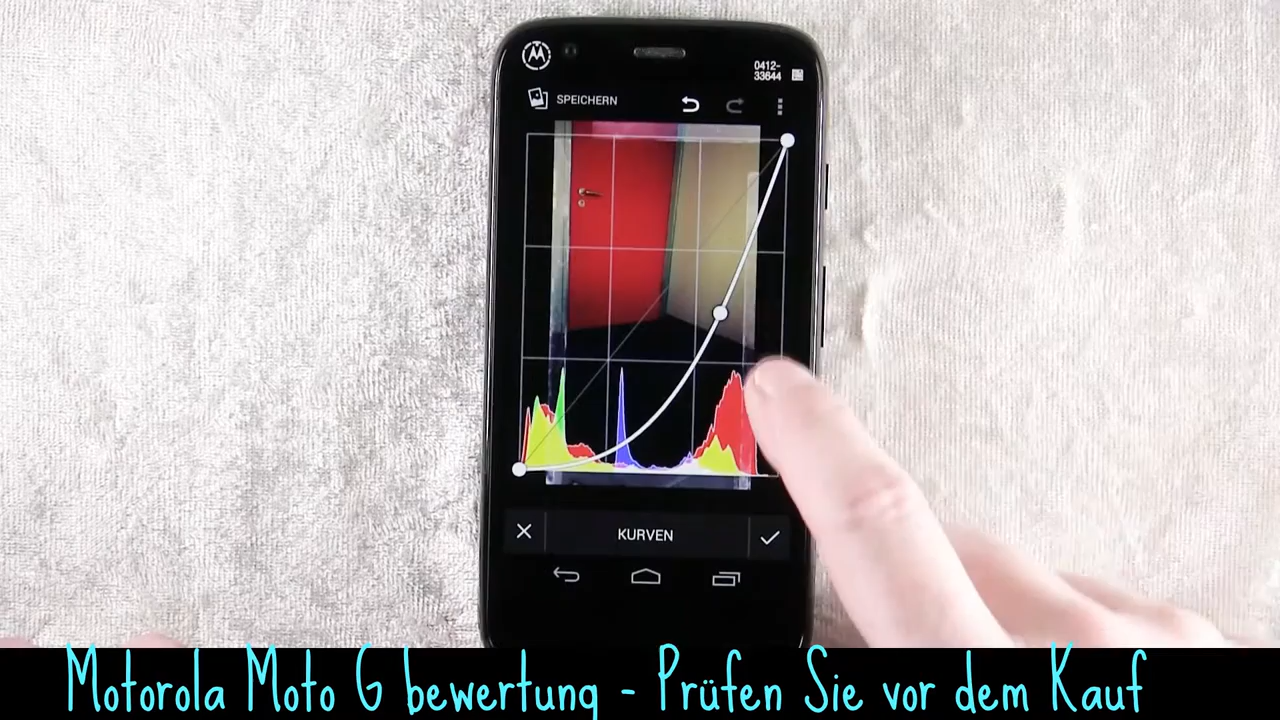 0412-
33644
SPEICHERN
KURVEN
Motorola Moto G bewertung - Prüfen Sie vor dem Kauf